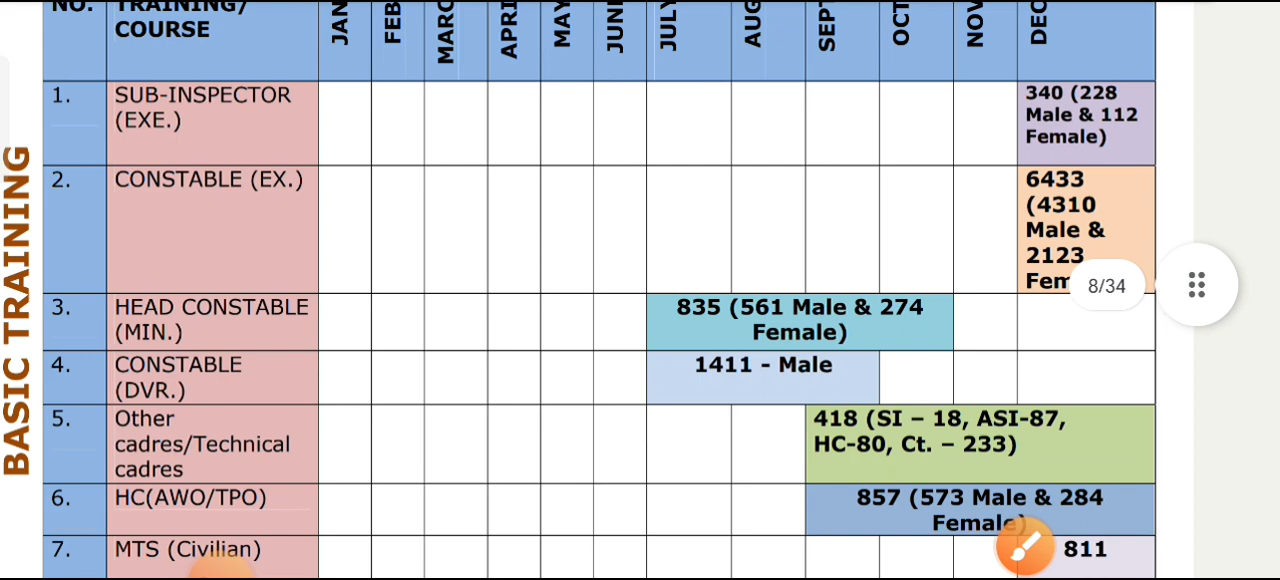 NO.
TRAINING/
COURSE
JAN
FEB
MARC
APRI
MAY
JUNE
JULY
AUG
SEPT
OCT
NOV
DEC
BASIC TRAINING
1.
SUB-INSPECTOR
(EXE.)
340 (228
Male & 112
Female)
2.
CONSTABLE (EX.)
6433
(4310
Male &
2123
Fem
8/34
3.
HEAD CONSTABLE
(MIN.)
835 (561 Male & 274
Female)
4.
CONSTABLE
(DVR.)
1411 - Male
5.
Other
cadres/Technical
cadres
418 (SI – 18, ASI-87,
HC-80, Ct. – 233)
6.
HC(AWO/TPO)
857 (573 Male & 284
Female)
7.
MTS (Civilian)
811